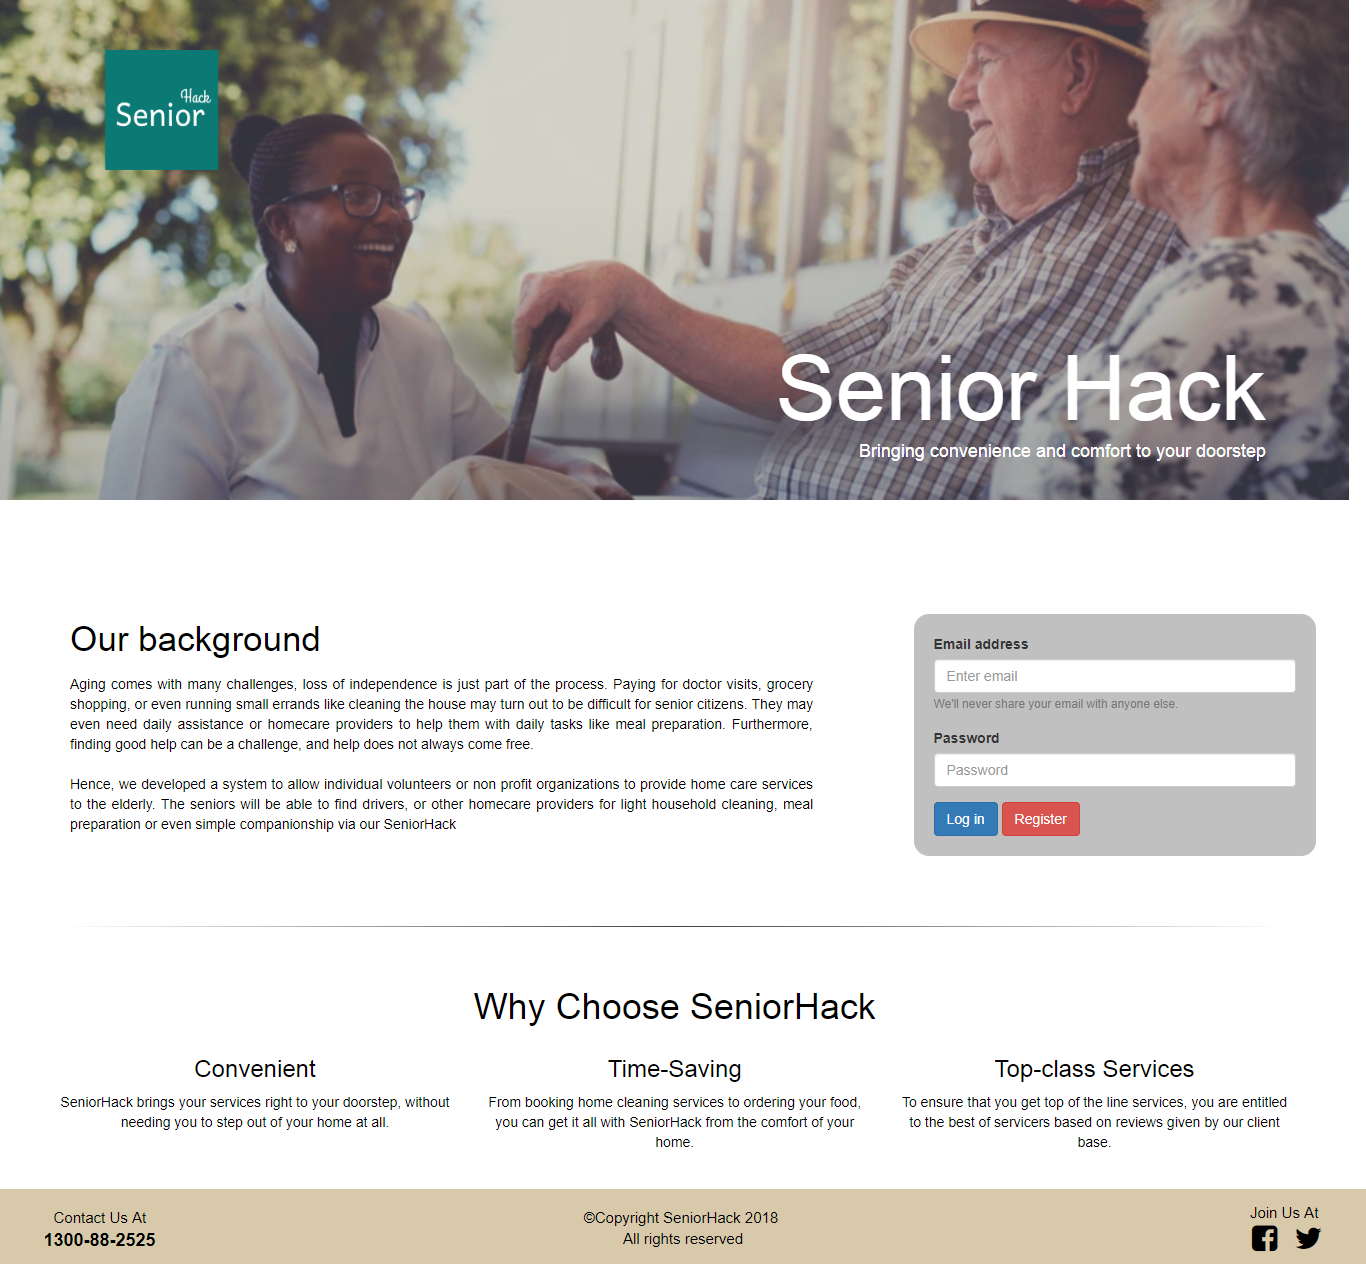 Hack
Senior
Senior Hack
Bringing convenience and comfort to your doorstep
Our background
Aging comes with many challenges, loss of independence is just part of the process. Paying for doctor visits, grocery
shopping, or even running small errands like cleaning the house may turn out to be difficult for senior citizens. They may
even need daily assistance or homecare providers to help them with daily tasks like meal preparation. Furthermore,
finding good help can be a challenge, and help does not always come free.
Hence, we developed a system to allow individual volunteers or non profit organizations to provide home care services
to the elderly. The seniors will be able to find drivers, or other homecare providers for light household cleaning, meal
preparation or even simple companionship via our SeniorHack
Email address
Enter email
We'll never share your email with anyone else.
Password
Password
Log in Register
Why Choose SeniorHack
Convenient
SeniorHack brings your services right to your doorstep, without
needing you to step out of your home at all.
Time-Saving
From booking home cleaning services to ordering your food,
you can get it all with SeniorHack from the comfort of your
home.
Top-class Services
To ensure that you get top of the line services, you are entitled
to the best of servicers based on reviews given by our client
base.
Contact Us At
1300-88-2525
©Copyright SeniorHack 2018
All rights reserved
Join Us At